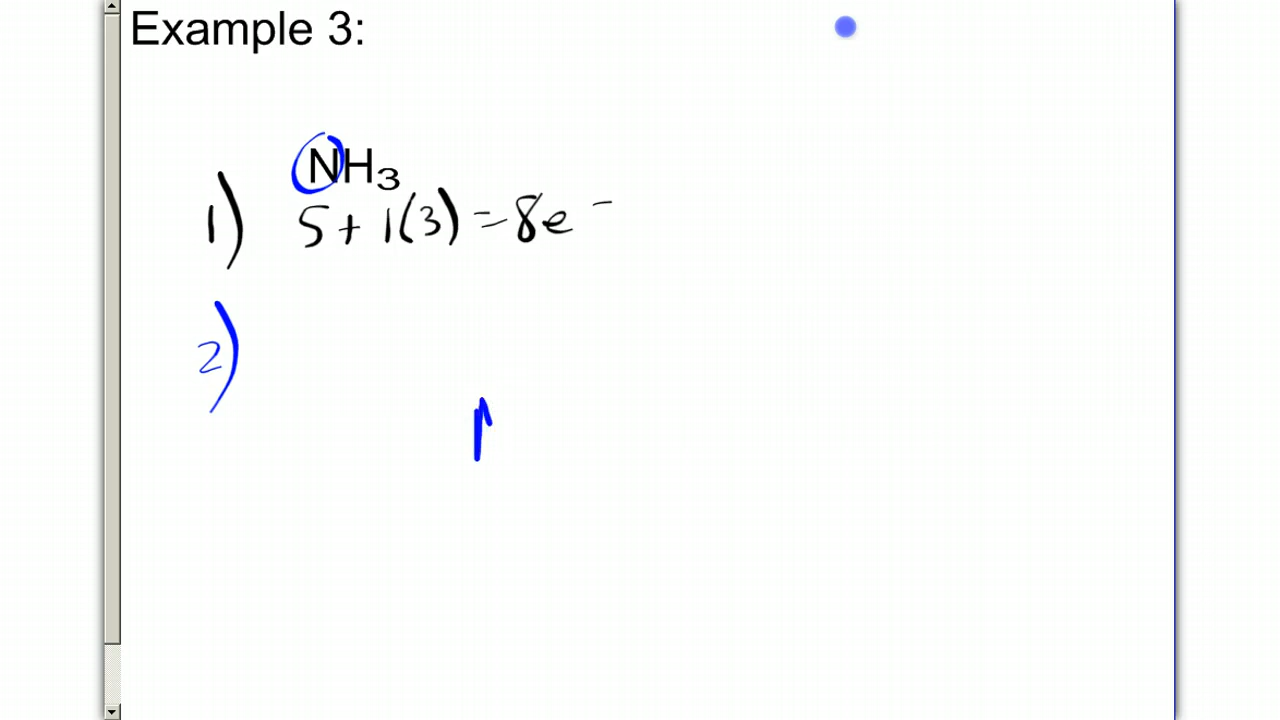 Example 3:
NH₃
1) 5 + 1(3) = 8e⁻
2)